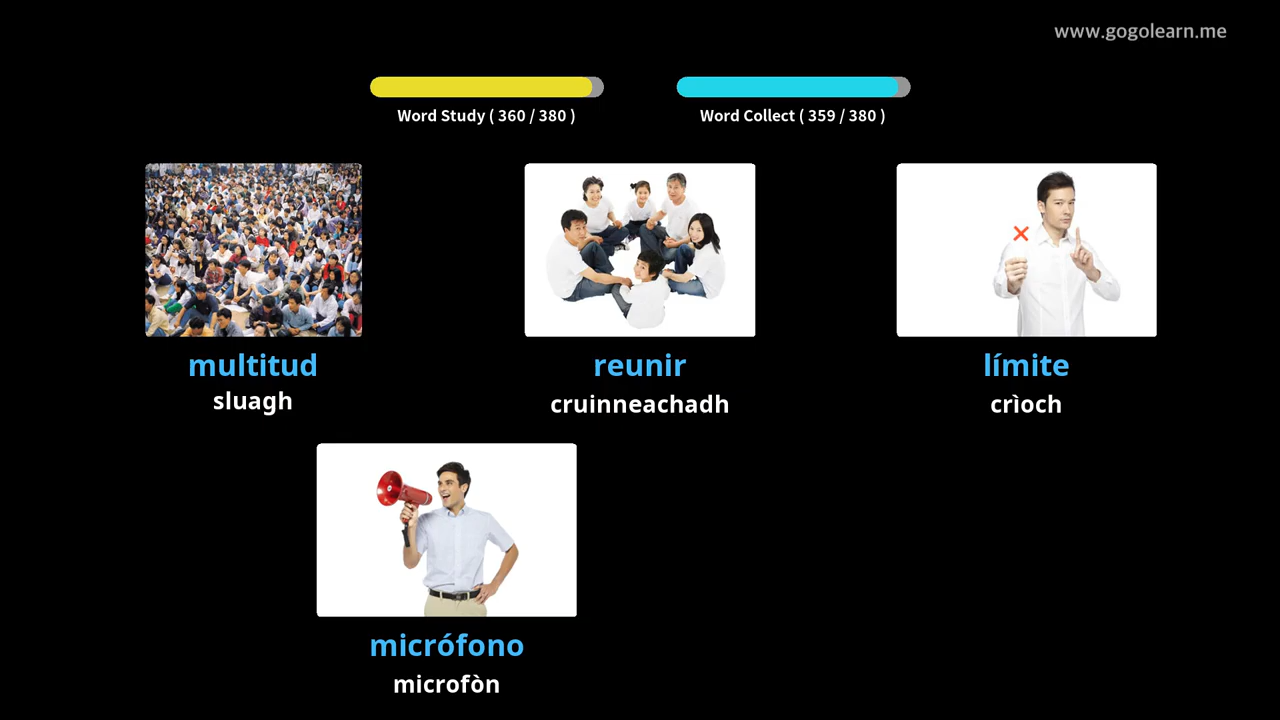 www.gogolearn.me
Word Study ( 360 / 380 )
Word Collect ( 359 / 380 )
multitud
sluagh
reunir
cruinneachadh
límite
crìoch
micrófono
microfòn